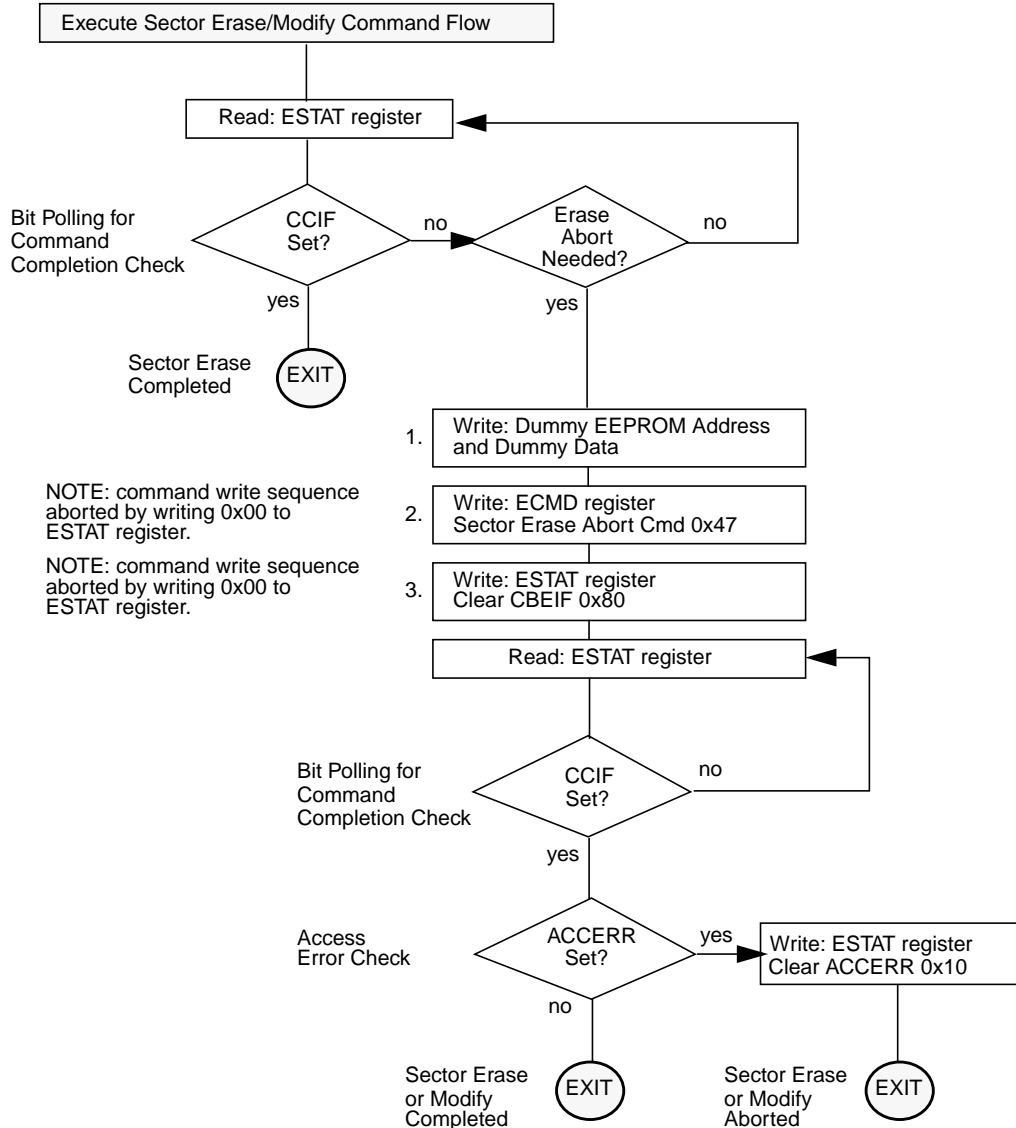 Execute Sector Erase/Modify Command Flow
Read: ESTAT register
Bit Polling for
Command
Completion Check
CCIF
Set?
no
Erase
Abort
Needed?
no
yes
yes
Sector Erase
Completed
EXIT
1.
Write: Dummy EEPROM Address
and Dummy Data
NOTE: command write sequence
aborted by writing 0x00 to
ESTAT register.
2.
Write: ECMD register
Sector Erase Abort Cmd 0x47
NOTE: command write sequence
aborted by writing 0x00 to
ESTAT register.
3.
Write: ESTAT register
Clear CBEIF 0x80
Read: ESTAT register
Bit Polling for
Command
Completion Check
CCIF
Set?
no
yes
Access
Error Check
ACCERR
Set?
yes
Write: ESTAT register
Clear ACCERR 0x10
no
Sector Erase
or Modify
Completed
EXIT
Sector Erase
or Modify
Aborted
EXIT